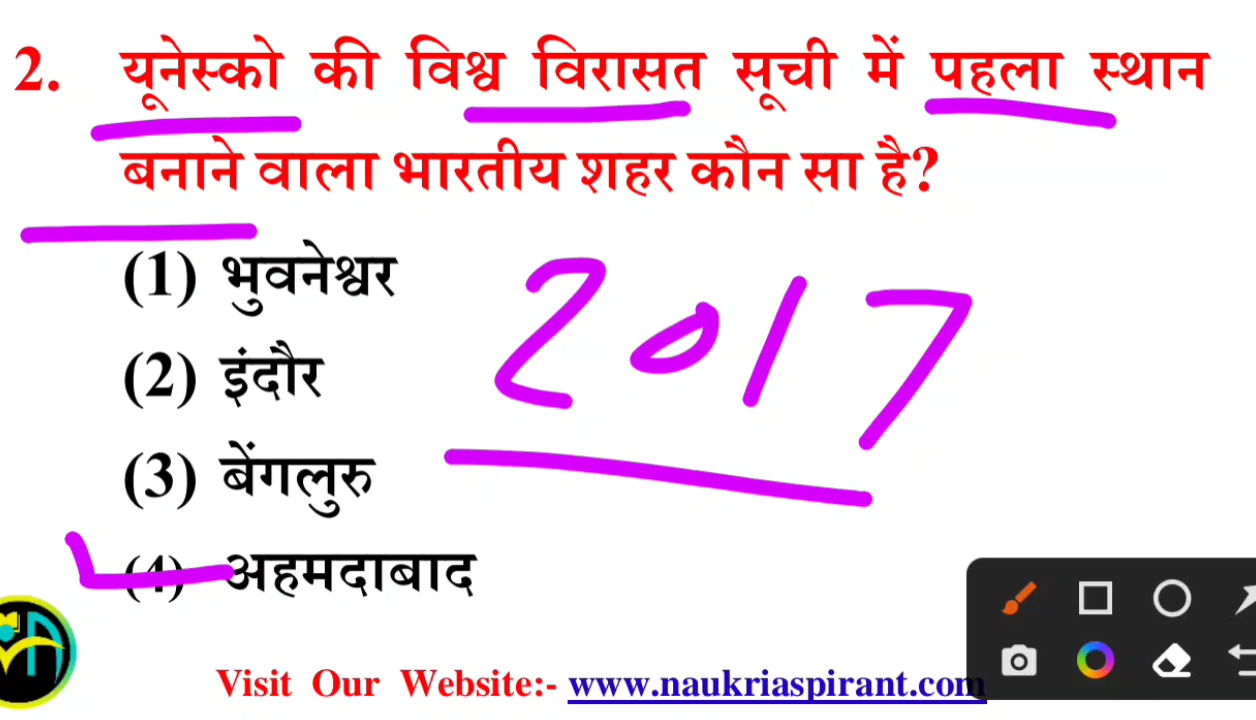 2. यूनेस्को की विश्व विरासत सूची में पहला स्थान
बनाने वाला भारतीय शहर कौन सा है?
(1) भुवनेश्वर
(2) इंदौर
(3) बेंगलुरु
(4) अहमदाबाद
2017
Visit Our Website:- www.naukriaspirant.com